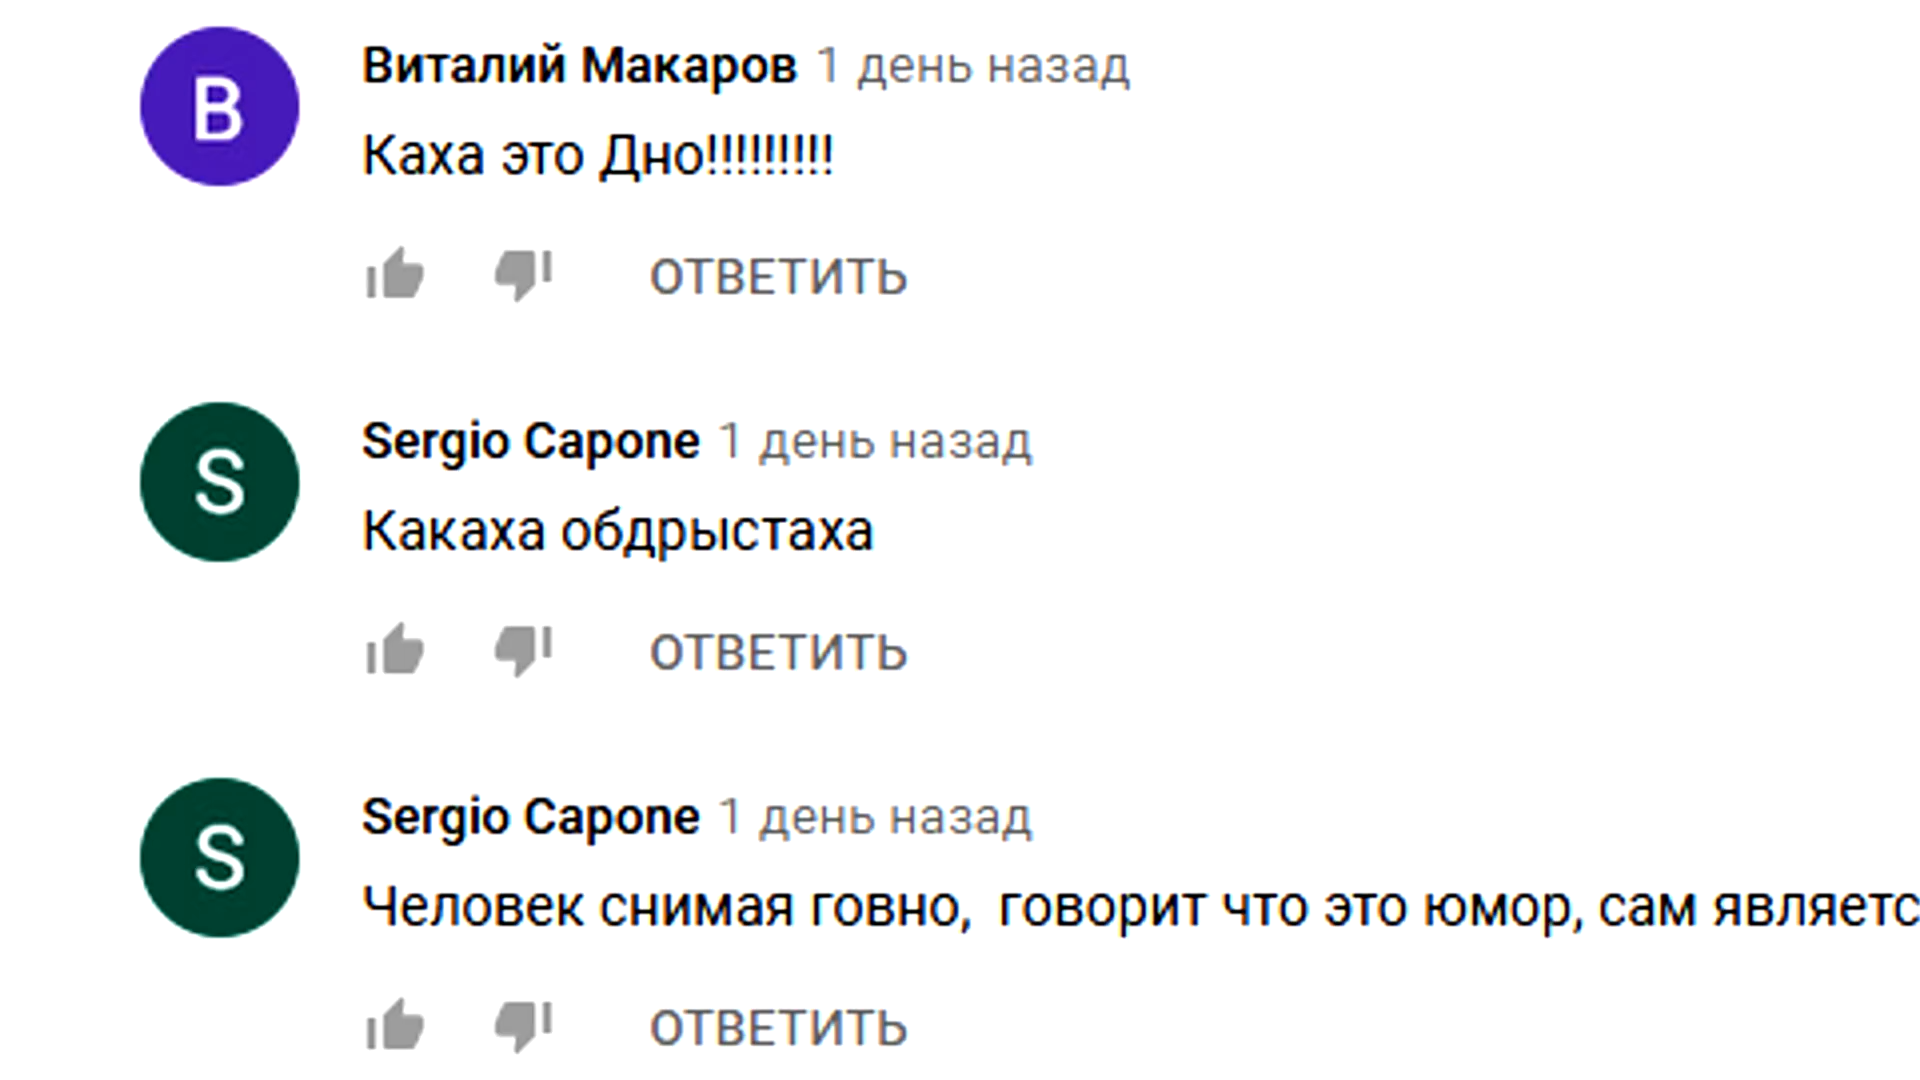 В
Виталий Макаров 1 день назад
Каха это Дно!!!!!!!!!
ОТВЕТИТЬ
S
Sergio Capone 1 день назад
Какаха обдрыстаха
ОТВЕТИТЬ
S
Sergio Capone 1 день назад
Человек снимая говно, говорит что это юмор, сам являетс
ОТВЕТИТЬ